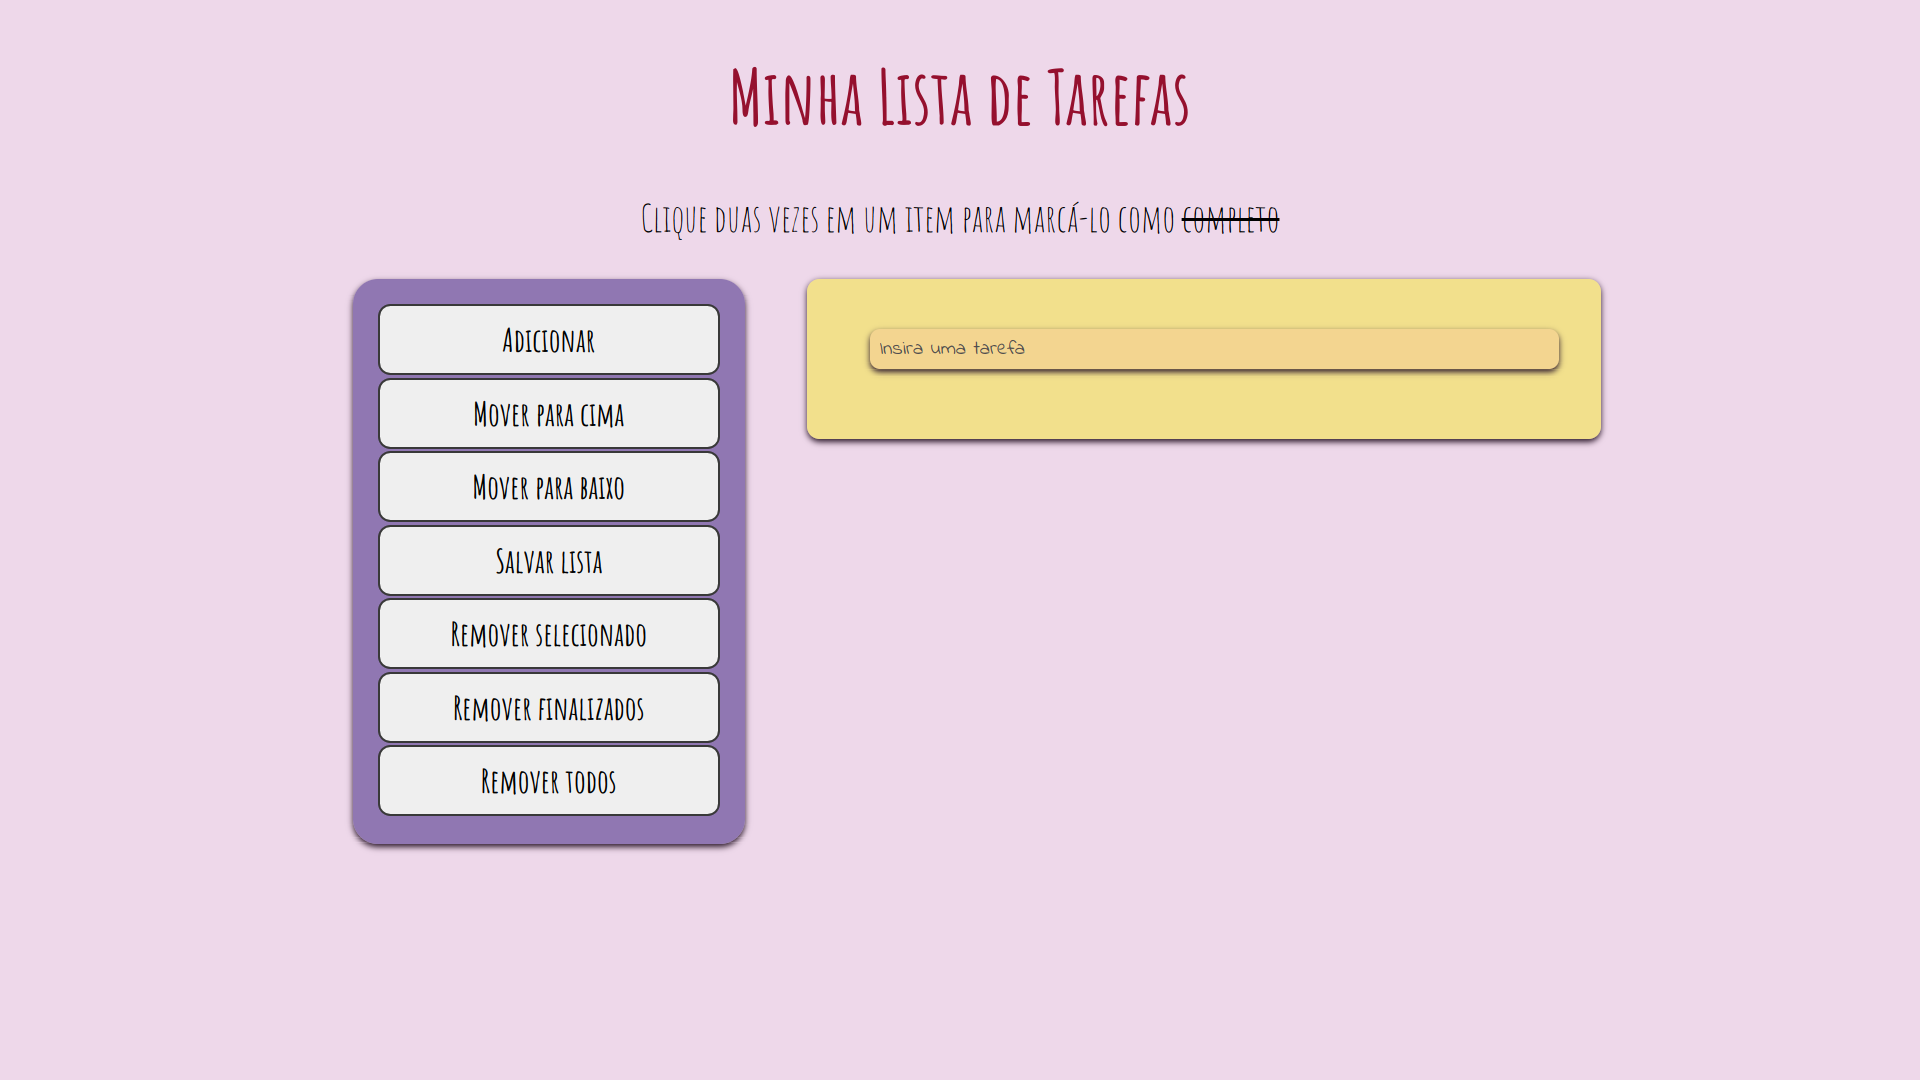 Minha Lista de Tarefas
Clique duas vezes em um item para marcá-lo como completo
Adicionar
Mover para cima
Mover para baixo
Salvar lista
Remover selecionado
Remover finalizados
Remover todos
Insira uma tarefa